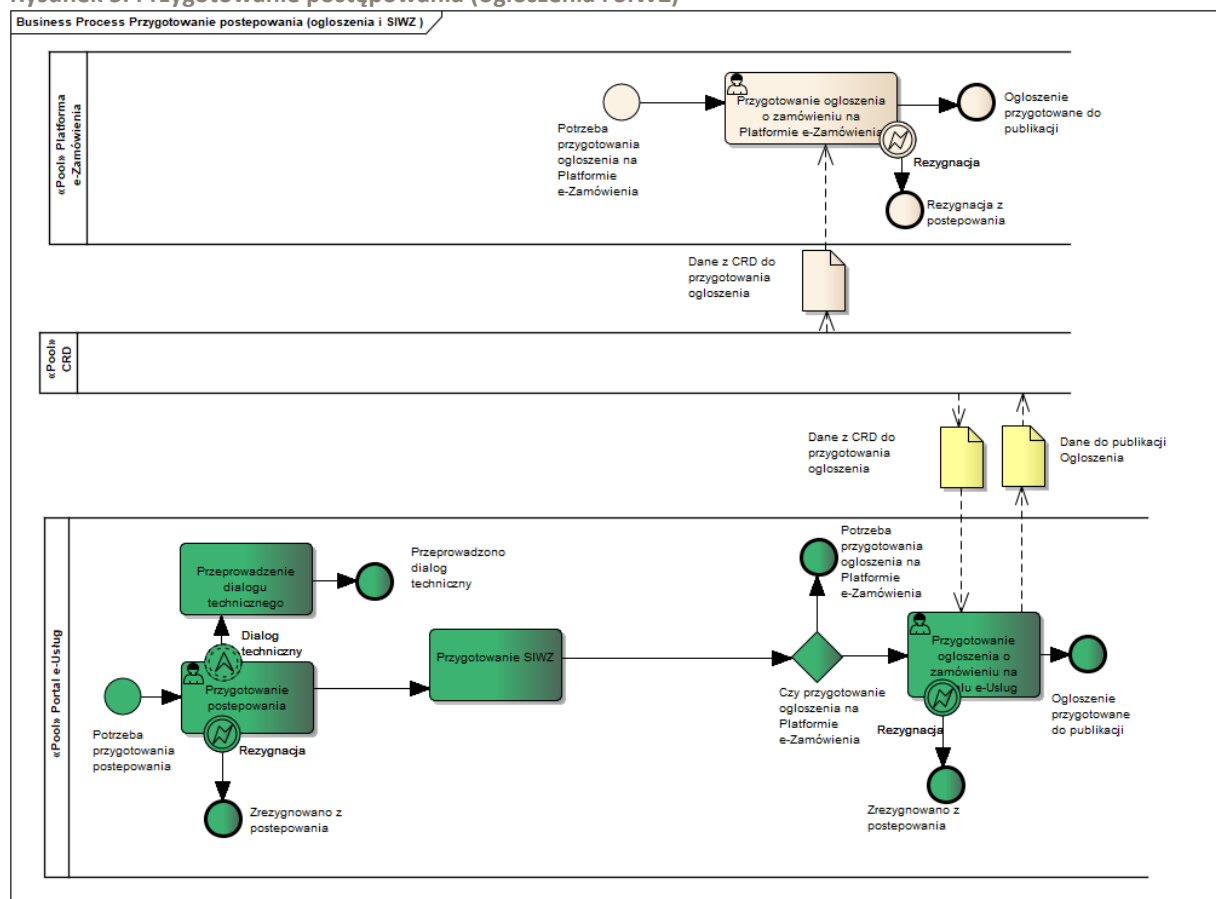 Business Process Przygotowanie postepowania (ogloszenia i SIWZ )
«Pool» Platforma
e-Zamówienia
Potrzeba
przygotowania
ogloszenia na
Platformie
e-Zamówienia
Przygotowanie ogloszenia
o zamówieniu na
Platformie e-Zamówienia
Ogloszenie
przygotowane do
publikacji
Rezygnacja
Rezygnacja z
postepowania
Dane z CRD do
przygotowania
ogloszenia
«Pool»
CRD
Dane z CRD do
przygotowania
ogloszenia
Dane do publikacji
Ogloszenia
«Pool» Portal e-Usług
Przeprowadzenie
dialogu
technicznego
Przeprowadzono
dialog
techniczny
Dialog
techniczny
Potrzeba
przygotowania
postepowania
Przygotowanie
postepowania
Rezygnacja
Zrezygnowano z
postepowania
Przygotowanie SIWZ
Potrzeba
przygotowania
ogloszenia na
Platformie
e-Zamówienia
Czy przygotowanie
ogloszenia na
Platformie
e-Zamówienia
Przygotowanie
ogloszenia o
zamówieniu na
lu e-Uslug
Rezygnacja
Ogloszenie
przygotowane
do publikacji
Zrezygnowano z
postepowania